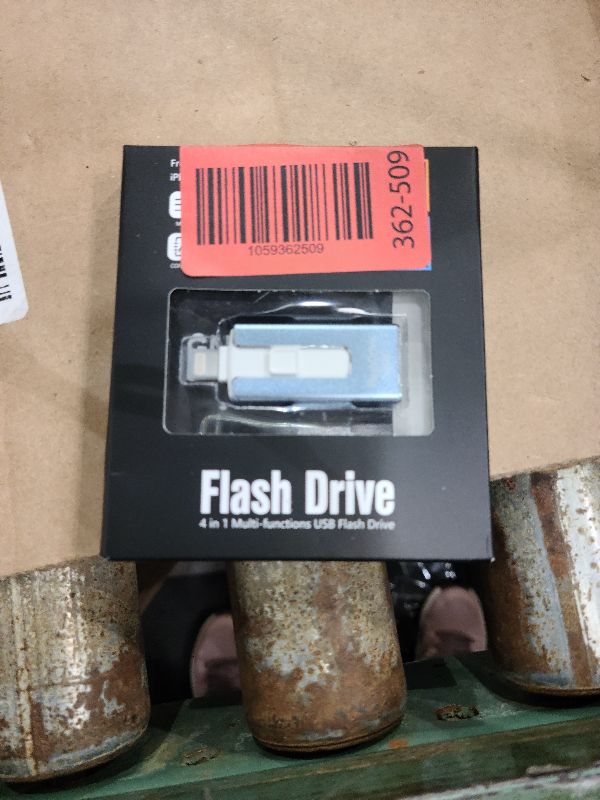 1059362509
362-509
Flash Drive
4 in 1 Multi-functions USB Flash Drive